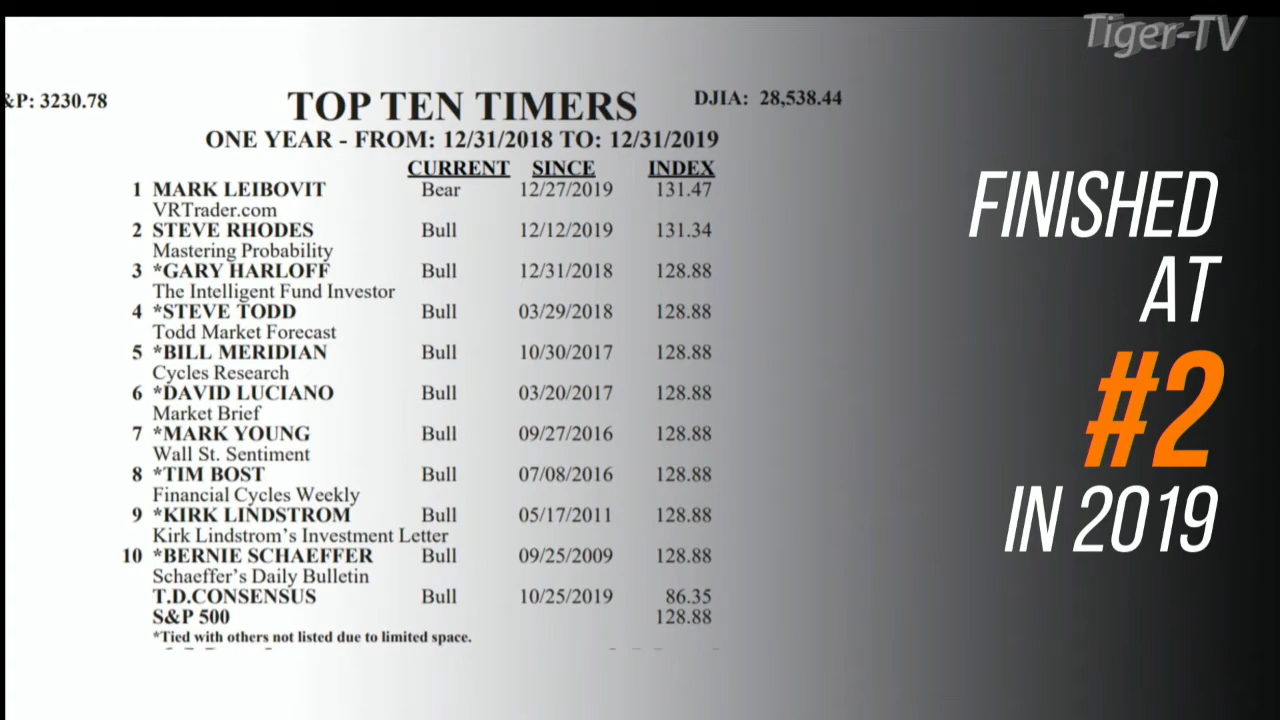 Tiger-TV
&P: 3230.78 TOP TEN TIMERS DJIA: 28,538.44
ONE YEAR - FROM: 12/31/2018 TO: 12/31/2019
CURRENT SINCE INDEX
1 MARK LEIBOVIT Bear 12/27/2019 131.47
VRTrader.com
2 STEVE RHODES Bull 12/12/2019 131.34
Mastering Probability
3 *GARY HARLOFF Bull 12/31/2018 128.88
The Intelligent Fund Investor
4 *STEVE TODD Bull 03/29/2018 128.88
Todd Market Forecast
5 *BILL MERIDIAN Bull 10/30/2017 128.88
Cycles Research
6 *DAVID LUCIANO Bull 03/20/2017 128.88
Market Brief
7 *MARK YOUNG Bull 09/27/2016 128.88
Wall St. Sentiment
8 *TIM BOST Bull 07/08/2016 128.88
Financial Cycles Weekly
9 *KIRK LINDSTROM Bull 05/17/2011 128.88
Kirk Lindstrom's Investment Letter
10 *BERNIE SCHAEFFER Bull 09/25/2009 128.88
Schaeffer's Daily Bulletin
T.D.CONSENSUS Bull 10/25/2019 86.35
S&P 500 128.88
*Tied with others not listed due to limited space.
FINISHED
AT
#2
IN 2019